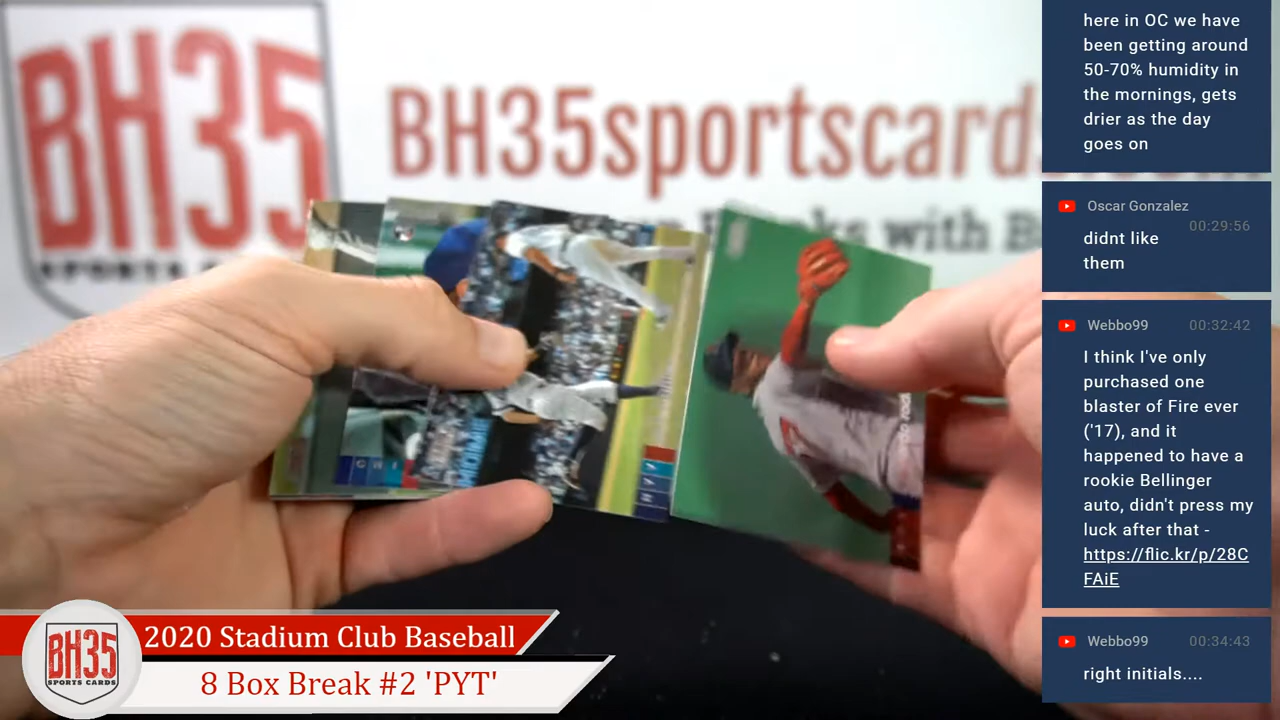 BH35
SPORTS CARDS
BH35sportscards
with
here in OC we have
been getting around
50-70% humidity in
the mornings, gets
drier as the day
goes on
Oscar Gonzalez
00:29:56
didnt like
them
Webbo99 00:32:42
I think I've only
purchased one
blaster of Fire ever
('17), and it
happened to have a
rookie Bellinger
auto, didn't press my
luck after that -
https://flic.kr/p/28C
FAiE
Webbo99 00:34:43
right initials....
BH35
SPORTS CARDS
2020 Stadium Club Baseball
8 Box Break #2 'PYT'